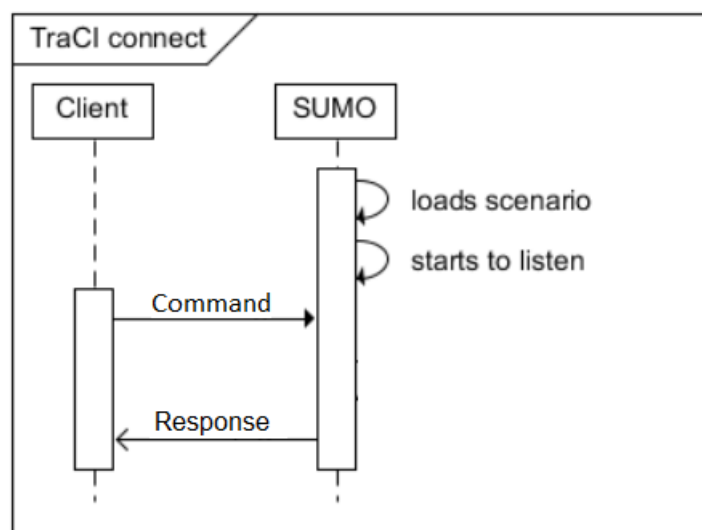 TraCI connect
Client
SUMO
loads scenario
starts to listen
Command
Response